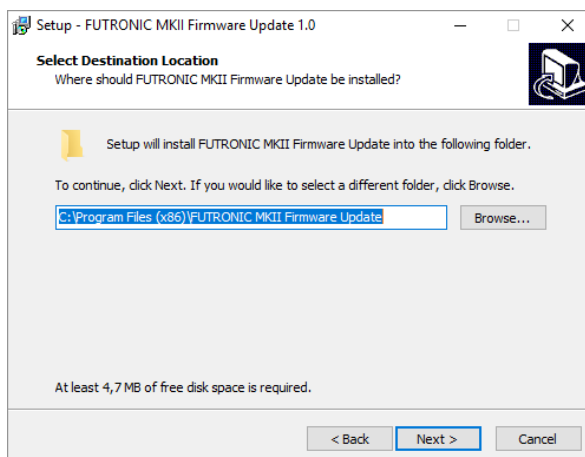 Setup - FUTRONIC MKII Firmware Update 1.0
Select Destination Location
Where should FUTRONIC MKII Firmware Update be installed?
Setup will install FUTRONIC MKII Firmware Update into the following folder.
To continue, click Next. If you would like to select a different folder, click Browse.
C:\Program Files (x86)\FUTRONIC MKII Firmware Update
Browse...
At least 4,7 MB of free disk space is required.
< Back
Next >
Cancel